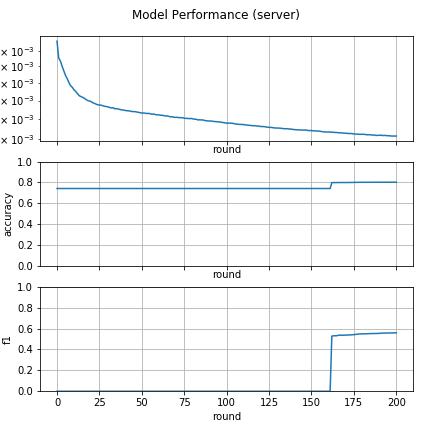 Model Performance (server)
× 10⁻³
× 10⁻³
× 10⁻³
× 10⁻³
× 10⁻³
× 10⁻³
round
1.0
0.8
0.6
0.4
0.2
0.0
accuracy
round
1.0
0.8
0.6
0.4
0.2
0.0
f1
0 25 50 75 100 125 150 175 200
round